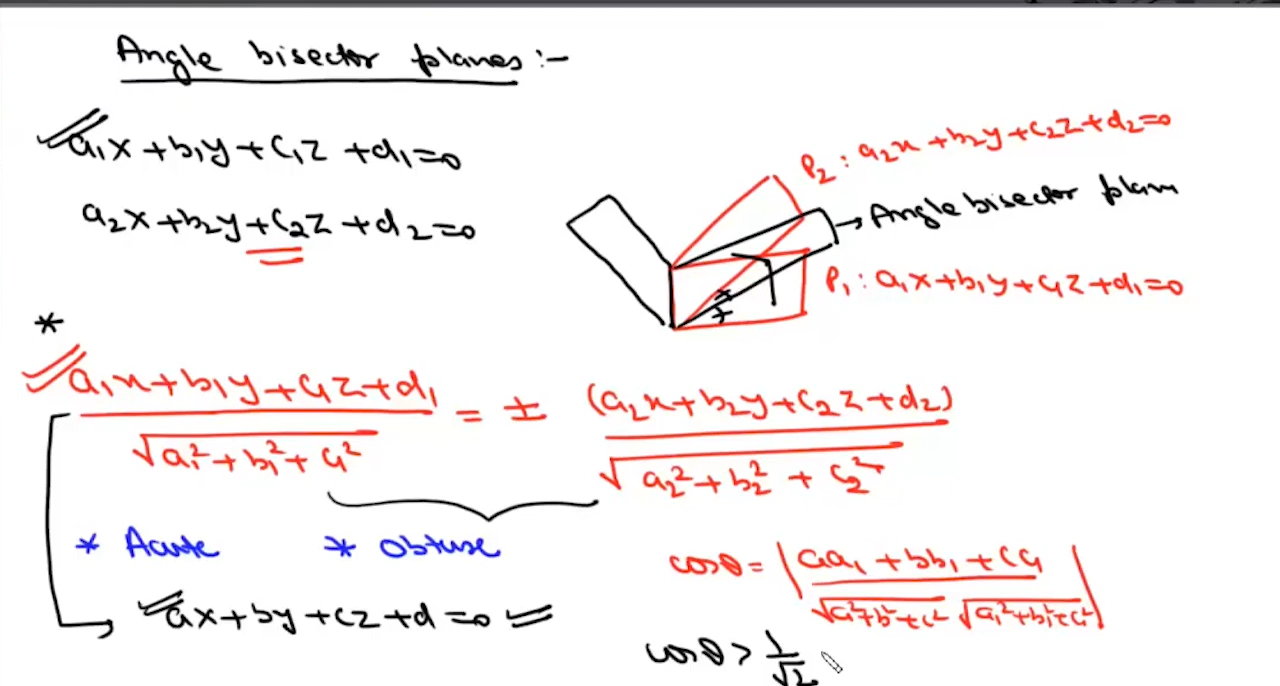 Angle bisector planes :-
a₁x + b₁y + c₁z + d₁ = 0
a₂x + b₂y + c₂z + d₂ = 0
P₂ : a₂x + b₂y + c₂z + d₂ = 0
→ Angle bisector plane
P₁ : a₁x + b₁y + c₁z + d₁ = 0
*
(a₁x + b₁y + c₁z + d₁) / √(a₁² + b₁² + c₁²) = ± (a₂x + b₂y + c₂z + d₂) / √(a₂² + b₂² + c₂²)
* Acute * Obtuse
ax + by + cz + d = 0
cosθ = | (aa₁ + bb₁ + cc₁) / (√(a² + b² + c²) √(a₁² + b₁² + c₁²)) |
cosθ > 1/√2